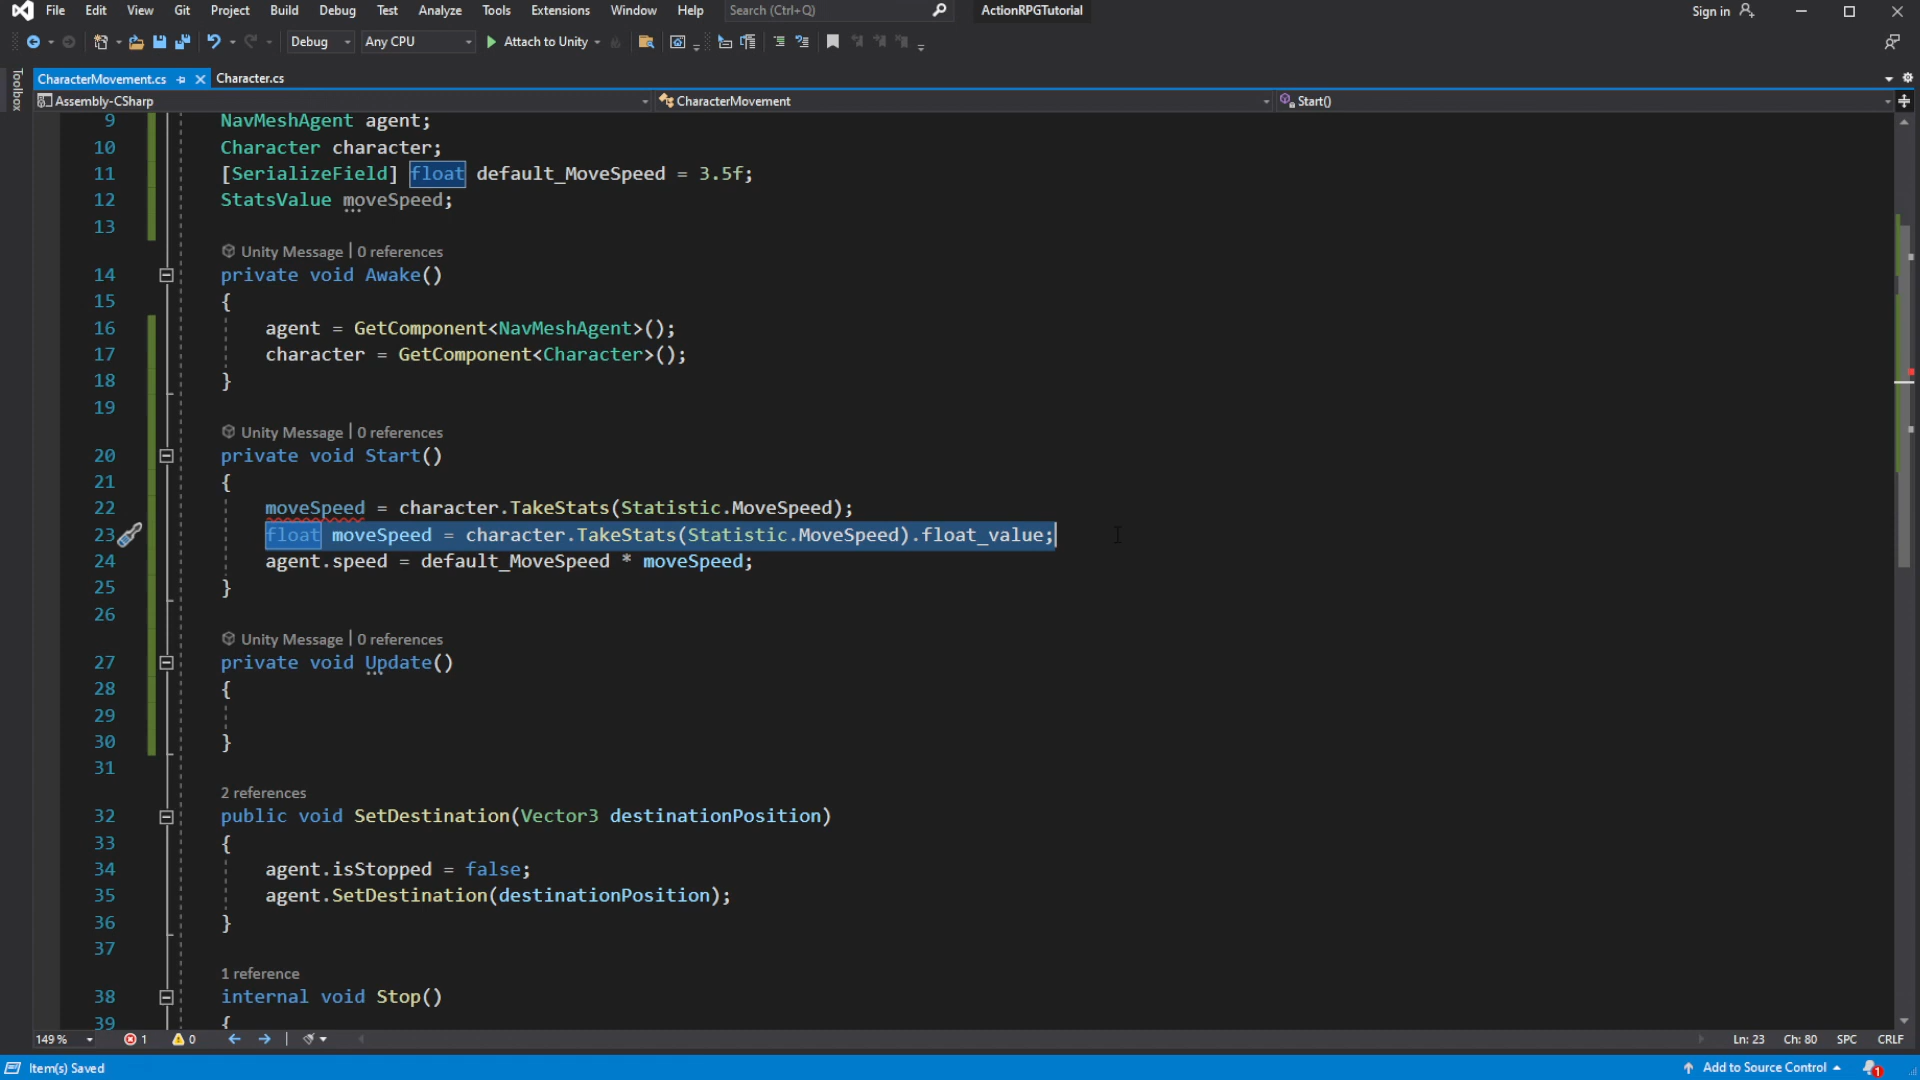 File Edit View Git Project Build Debug Test Analyze Tools Extensions Window Help Search (Ctrl+Q) ActionRPGTutorial Sign in
Debug Any CPU Attach to Unity
Toolbox
CharacterMovement.cs Character.cs
Assembly-CSharp CharacterMovement Start()
9 NavMeshAgent agent;
10 Character character;
11 [SerializeField] float default_MoveSpeed = 3.5f;
12 StatsValue moveSpeed;
13
Unity Message | 0 references
14 private void Awake()
15 {
16 agent = GetComponent<NavMeshAgent>();
17 character = GetComponent<Character>();
18 }
19
Unity Message | 0 references
20 private void Start()
21 {
22 moveSpeed = character.TakeStats(Statistic.MoveSpeed);
23 float moveSpeed = character.TakeStats(Statistic.MoveSpeed).float_value;
24 agent.speed = default_MoveSpeed * moveSpeed;
25 }
26
Unity Message | 0 references
27 private void Update()
28 {
29
30 }
31
2 references
32 public void SetDestination(Vector3 destinationPosition)
33 {
34 agent.isStopped = false;
35 agent.SetDestination(destinationPosition);
36 }
37
1 reference
38 internal void Stop()
39 {
149 % 1 0 Ln: 23 Ch: 80 SPC CRLF
Item(s) Saved Add to Source Control 1